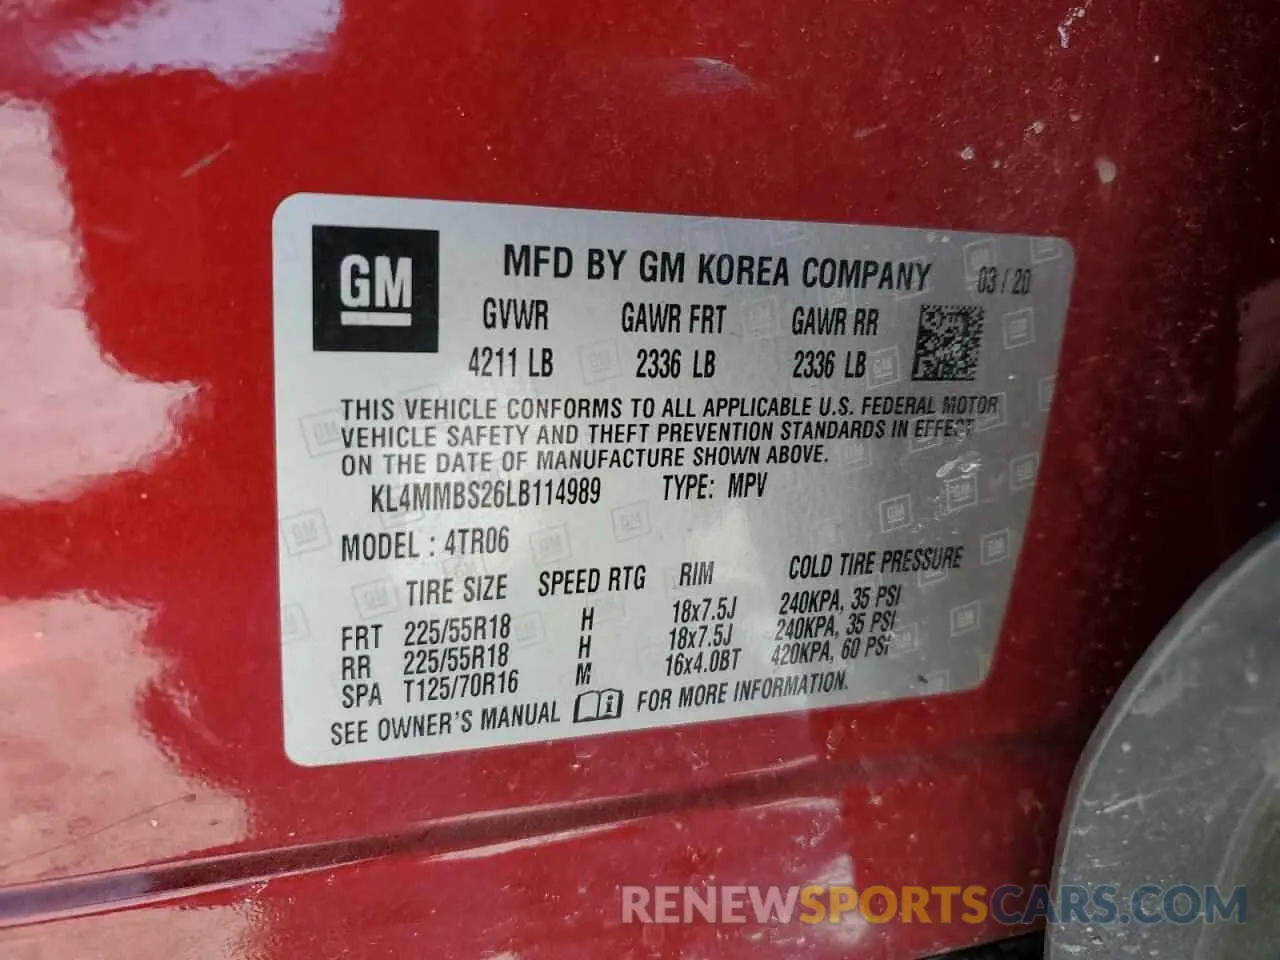 GM
MFD BY GM KOREA COMPANY 03/20
GVWR GAWR FRT GAWR RR
4211 LB 2336 LB 2336 LB
THIS VEHICLE CONFORMS TO ALL APPLICABLE U.S. FEDERAL MOTOR
VEHICLE SAFETY AND THEFT PREVENTION STANDARDS IN EFFECT
ON THE DATE OF MANUFACTURE SHOWN ABOVE.
KL4MMBS26LB114989 TYPE: MPV
MODEL : 4TR06
TIRE SIZE SPEED RTG RIM COLD TIRE PRESSURE
FRT 225/55R18 H 18x7.5J 240KPA, 35 PSI
RR 225/55R18 H 18x7.5J 240KPA, 35 PSI
SPA T125/70R16 M 16x4.0BT 420KPA, 60 PSI
SEE OWNER'S MANUAL i FOR MORE INFORMATION.
RENEWSPORTSCARS.COM